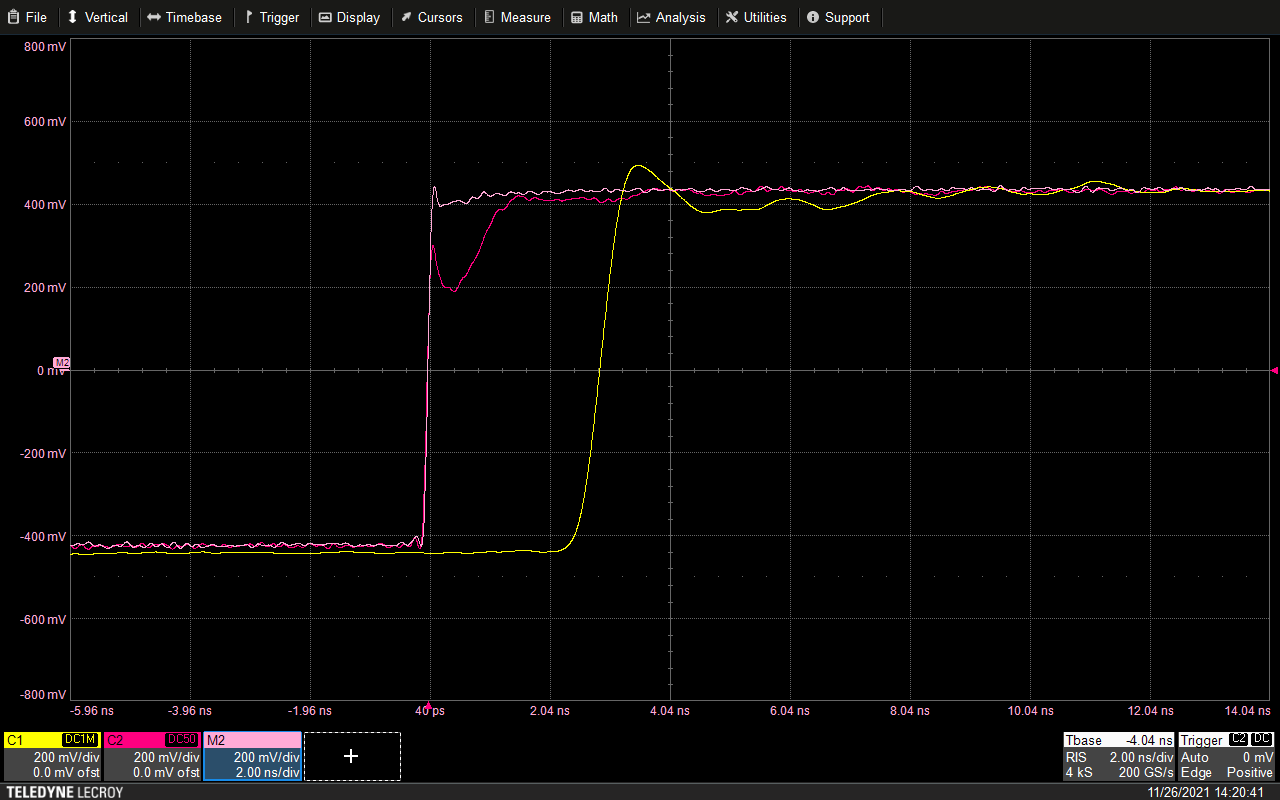 File Vertical Timebase Trigger Display Cursors Measure Math Analysis Utilities Support
800 mV
600 mV
400 mV
200 mV
M2
0 mV
-200 mV
-400 mV
-600 mV
-800 mV
-5.96 ns -3.96 ns -1.96 ns 40 ps 2.04 ns 4.04 ns 6.04 ns 8.04 ns 10.04 ns 12.04 ns 14.04 ns
C1 DC1M C2 DC50 M2 Tbase -4.04 ns Trigger C2 DC
200 mV/div 200 mV/div 200 mV/div RIS 2.00 ns/div Auto 0 mV
0.0 mV ofst 0.0 mV ofst 2.00 ns/div 4 kS 200 GS/s Edge Positive
TELEDYNE LECROY 11/26/2021 14:20:41